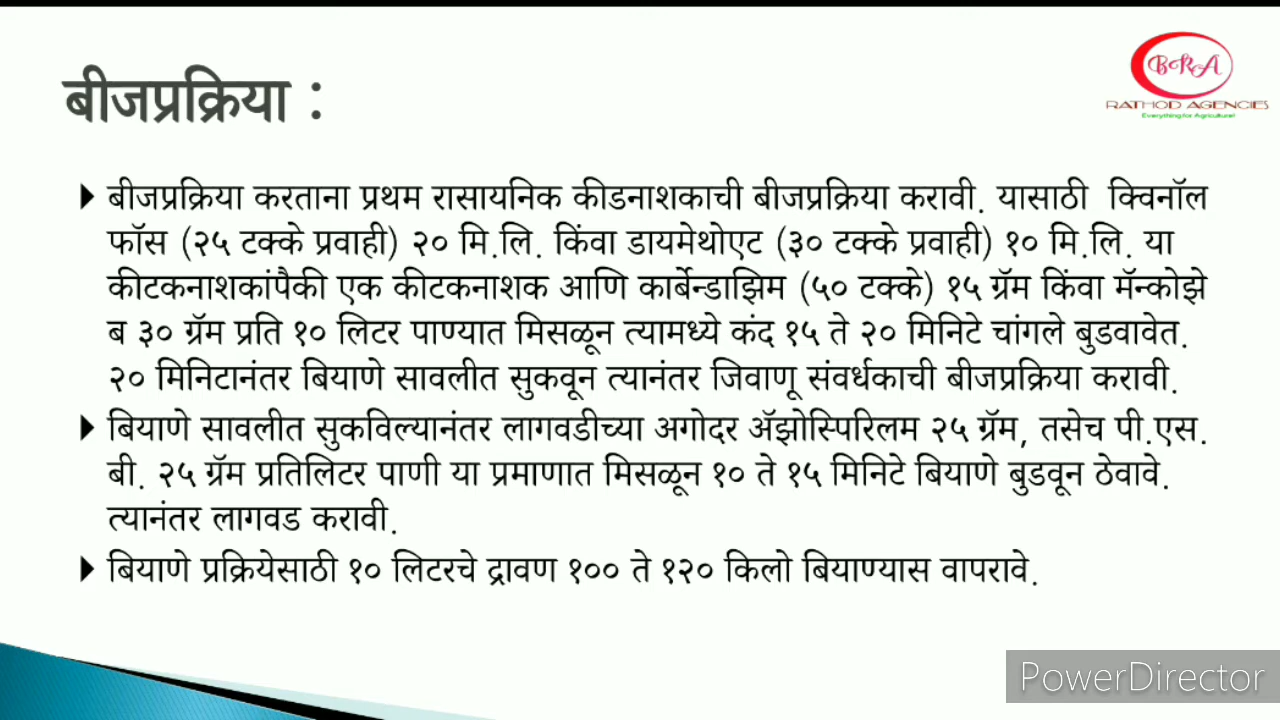 बीजप्रक्रिया :
BRA
RATHOD AGENCIES
Everything for Agriculture!
बीजप्रक्रिया करताना प्रथम रासायनिक कीडनाशकाची बीजप्रक्रिया करावी. यासाठी क्विनॉल
फॉस (२५ टक्के प्रवाही) २० मि.लि. किंवा डायमेथोएट (३० टक्के प्रवाही) १० मि.लि. या
कीटकनाशकांपैकी एक कीटकनाशक आणि कार्बेन्डाझिम (५० टक्के) १५ ग्रॅम किंवा मॅन्कोझे
ब ३० ग्रॅम प्रति १० लिटर पाण्यात मिसळून त्यामध्ये कंद १५ ते २० मिनिटे चांगले बुडवावेत.
२० मिनिटानंतर बियाणे सावलीत सुकवून त्यानंतर जिवाणू संवर्धकाची बीजप्रक्रिया करावी.
बियाणे सावलीत सुकविल्यानंतर लागवडीच्या अगोदर ॲझोस्पिरिलम २५ ग्रॅम, तसेच पी.एस.
बी. २५ ग्रॅम प्रतिलिटर पाणी या प्रमाणात मिसळून १० ते १५ मिनिटे बियाणे बुडवून ठेवावे.
त्यानंतर लागवड करावी.
बियाणे प्रक्रियेसाठी १० लिटरचे द्रावण १०० ते १२० किलो बियाण्यास वापरावे.
PowerDirector